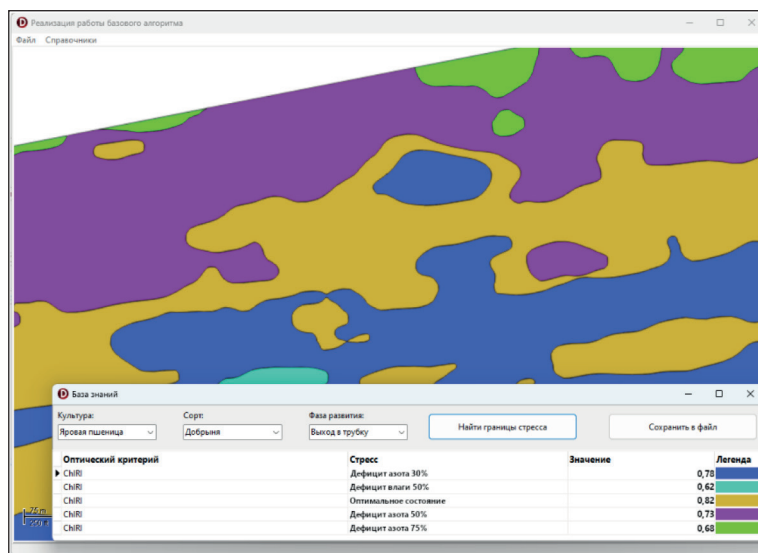 Реализация работы базового алгоритма
Файл Справочники
База знаний
Культура: Сорт: Фаза развития:
Яровая пшеница Добрыня Выход в трубку Найти границы стресса Сохранить в файл
Оптический критерий Стресс Значение Легенда
ChlRI Дефицит азота 30% 0,78
ChlRI Дефицит влаги 50% 0,62
ChlRI Оптимальное состояние 0,82
ChlRI Дефицит азота 50% 0,73
ChlRI Дефицит азота 75% 0,68
75 m